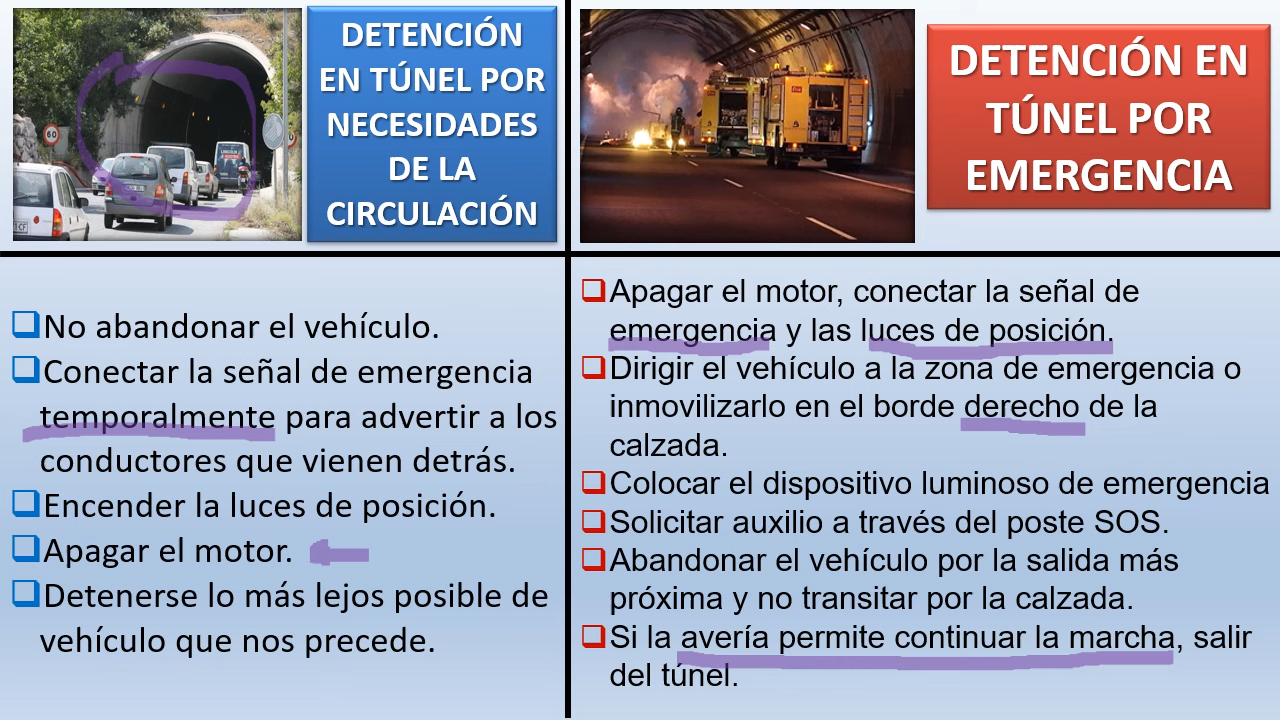 DETENCIÓN
EN TÚNEL POR
NECESIDADES
DE LA
CIRCULACIÓN
60
No abandonar el vehículo.
Conectar la señal de emergencia
temporalmente para advertir a los
conductores que vienen detrás.
Encender la luces de posición.
Apagar el motor.
Detenerse lo más lejos posible de
vehículo que nos precede.
DETENCIÓN EN
TÚNEL POR
EMERGENCIA
Apagar el motor, conectar la señal de
emergencia y las luces de posición.
Dirigir el vehículo a la zona de emergencia o
inmovilizarlo en el borde derecho de la
calzada.
Colocar el dispositivo luminoso de emergencia
Solicitar auxilio a través del poste SOS.
Abandonar el vehículo por la salida más
próxima y no transitar por la calzada.
Si la avería permite continuar la marcha, salir
del túnel.